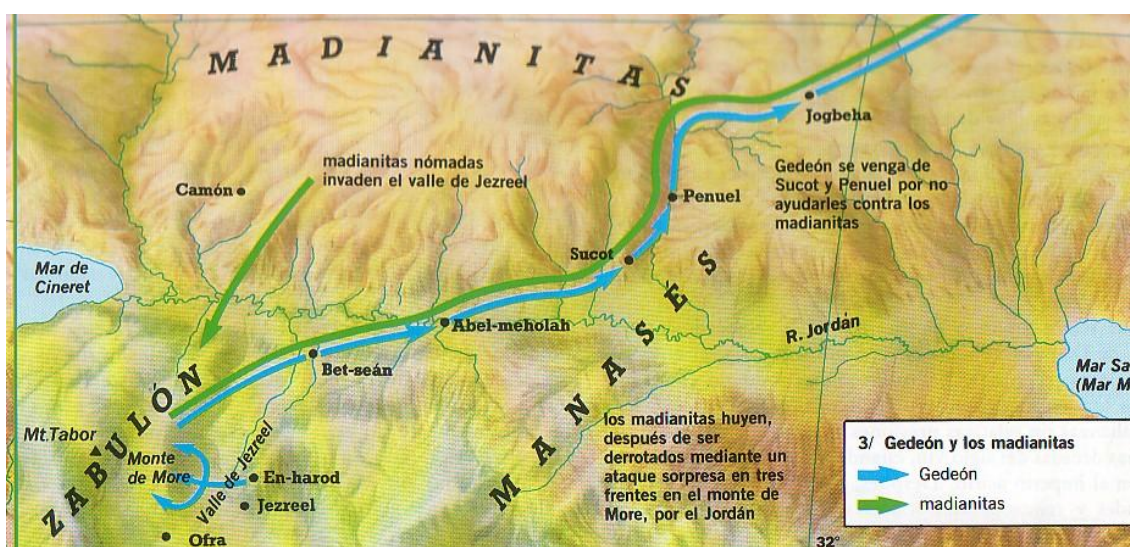 MADIANITAS
Jogbeha
madianitas nómadas
invaden el valle de Jezreel
Gedeón se venga de
Sucot y Penuel por no
ayudarles contra los
madianitas
Camón
Penuel
Sucot
Mar de
Cineret
MANASÉS
Abel-meholah
R. Jordán
Bet-seán
Mar Sa
(Mar M
ZABULÓN
Mt.Tabor
Monte
de More
Valle de Jezreel
En-harod
Jezreel
Ofra
los madianitas huyen,
después de ser
derrotados mediante un
ataque sorpresa en tres
frentes en el monte de
More, por el Jordán
3/ Gedeón y los madianitas
Gedeón
madianitas
32°